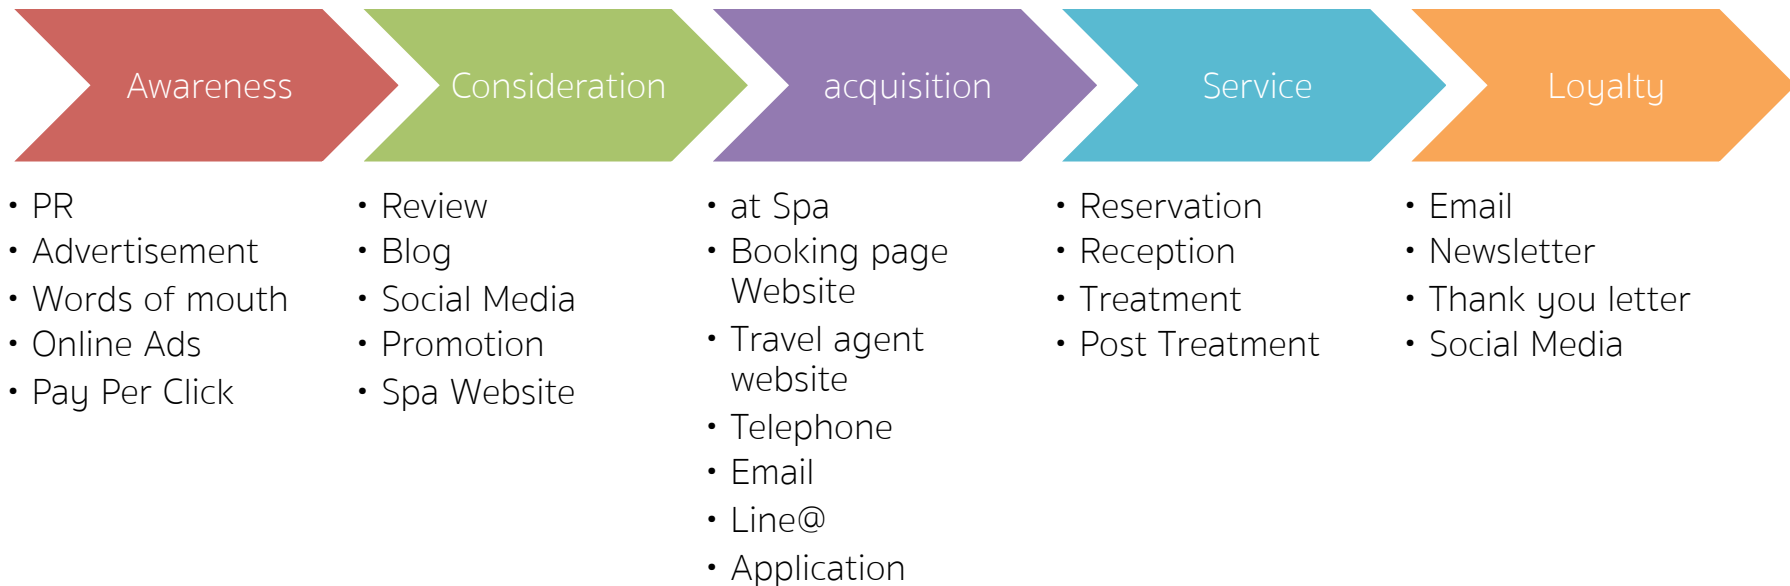 Awareness
Consideration
acquisition
Service
Loyalty
• PR
• Advertisement
• Words of mouth
• Online Ads
• Pay Per Click
• Review
• Blog
• Social Media
• Promotion
• Spa Website
• at Spa
• Booking page
Website
• Travel agent
website
• Telephone
• Email
• Line@
• Application
• Reservation
• Reception
• Treatment
• Post Treatment
• Email
• Newsletter
• Thank you letter
• Social Media